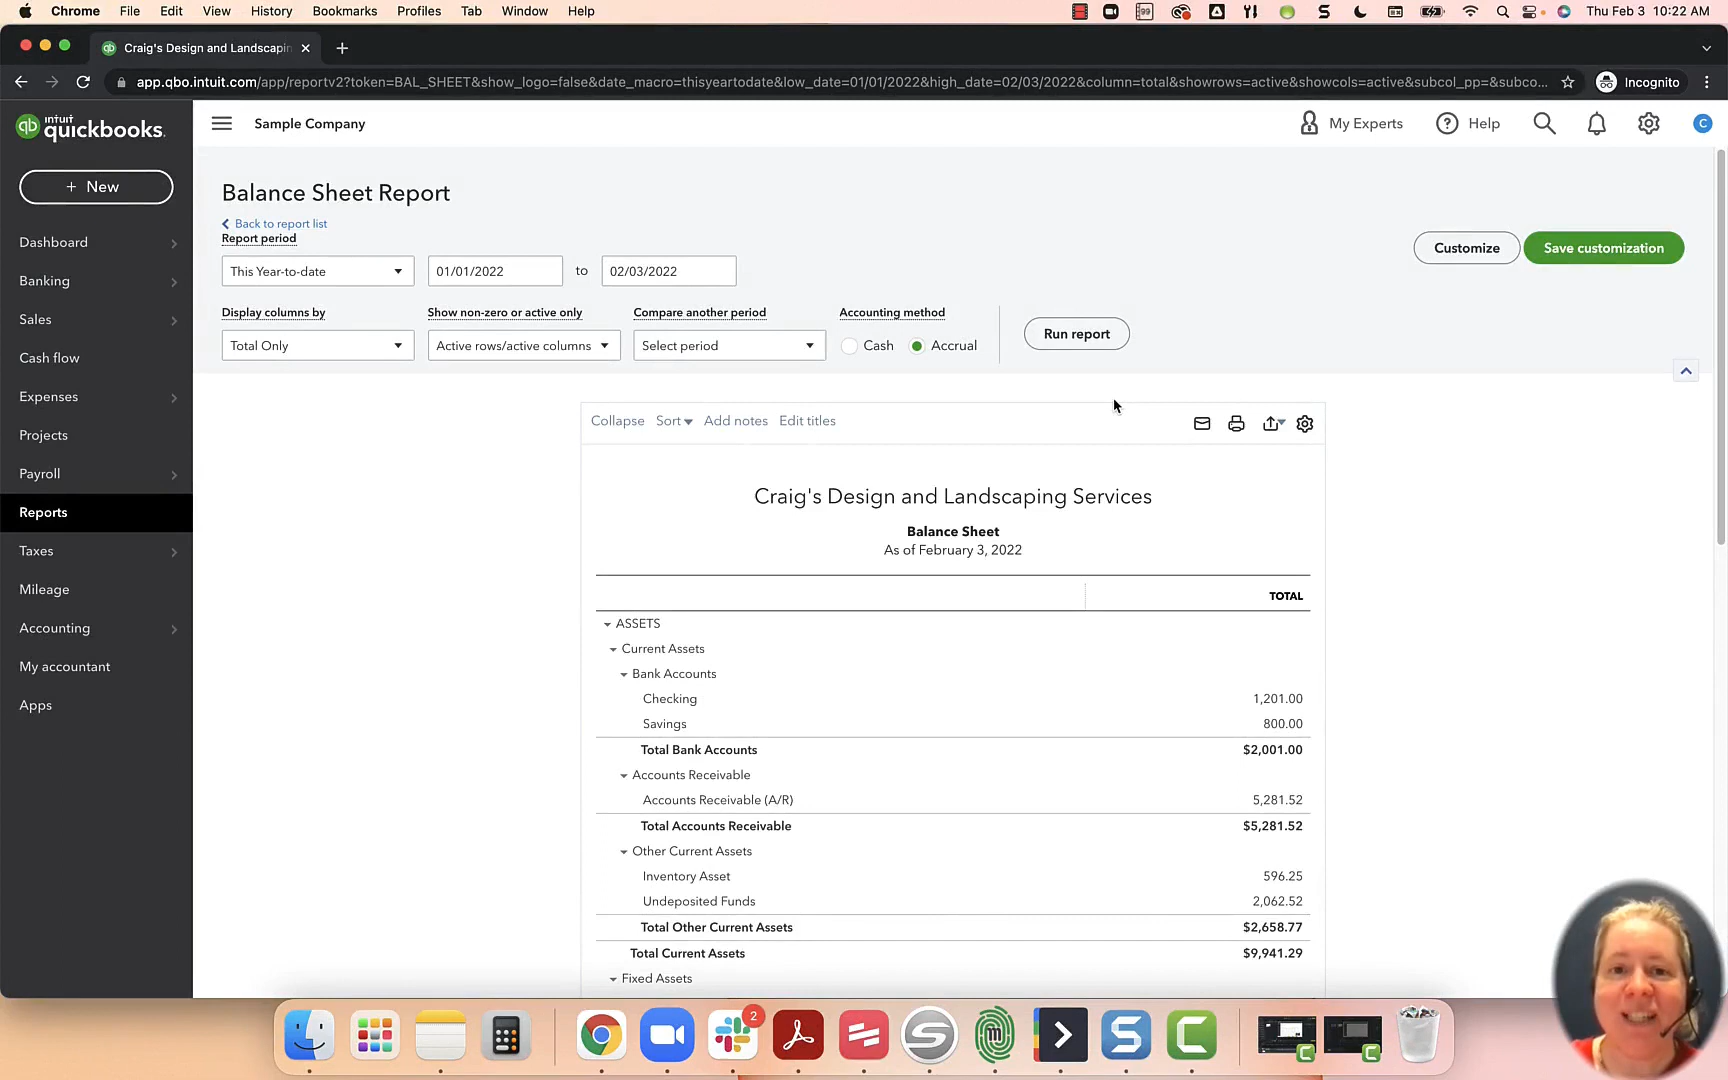 Chrome File Edit View History Bookmarks Profiles Tab Window Help Thu Feb 3 10:22 AM
Craig's Design and Landscapin
app.qbo.intuit.com/app/reportv2?token=BAL_SHEET&show_logo=false&date_macro=thisyeartodate&low_date=01/01/2022&high_date=02/03/2022&column=total&showrows=active&showcols=active&subcol_pp=&subco... Incognito
intuit quickbooks.
Sample Company My Experts Help C
+ New
Dashboard
Banking
Sales
Cash flow
Expenses
Projects
Payroll
Reports
Taxes
Mileage
Accounting
My accountant
Apps
Balance Sheet Report
Back to report list
Report period
This Year-to-date 01/01/2022 to 02/03/2022
Customize Save customization
Display columns by Show non-zero or active only Compare another period Accounting method
Total Only Active rows/active columns Select period Cash Accrual Run report
Collapse Sort Add notes Edit titles
Craig's Design and Landscaping Services
Balance Sheet
As of February 3, 2022
TOTAL
ASSETS
Current Assets
Bank Accounts
Checking 1,201.00
Savings 800.00
Total Bank Accounts $2,001.00
Accounts Receivable
Accounts Receivable (A/R) 5,281.52
Total Accounts Receivable $5,281.52
Other Current Assets
Inventory Asset 596.25
Undeposited Funds 2,062.52
Total Other Current Assets $2,658.77
Total Current Assets $9,941.29
Fixed Assets
2